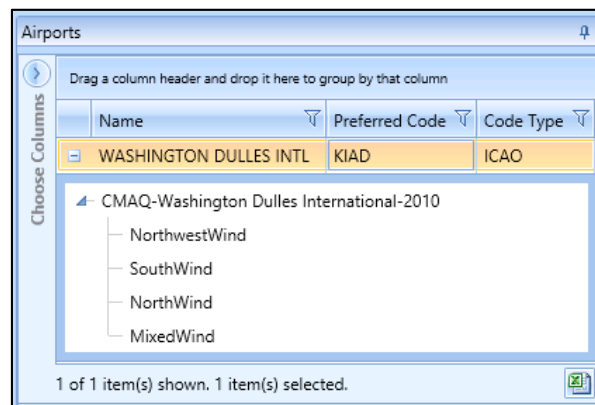 Airports
Choose Columns
Drag a column header and drop it here to group by that column
Name Preferred Code Code Type
WASHINGTON DULLES INTL KIAD ICAO
CMAQ-Washington Dulles International-2010
NorthwestWind
SouthWind
NorthWind
MixedWind
1 of 1 item(s) shown. 1 item(s) selected.